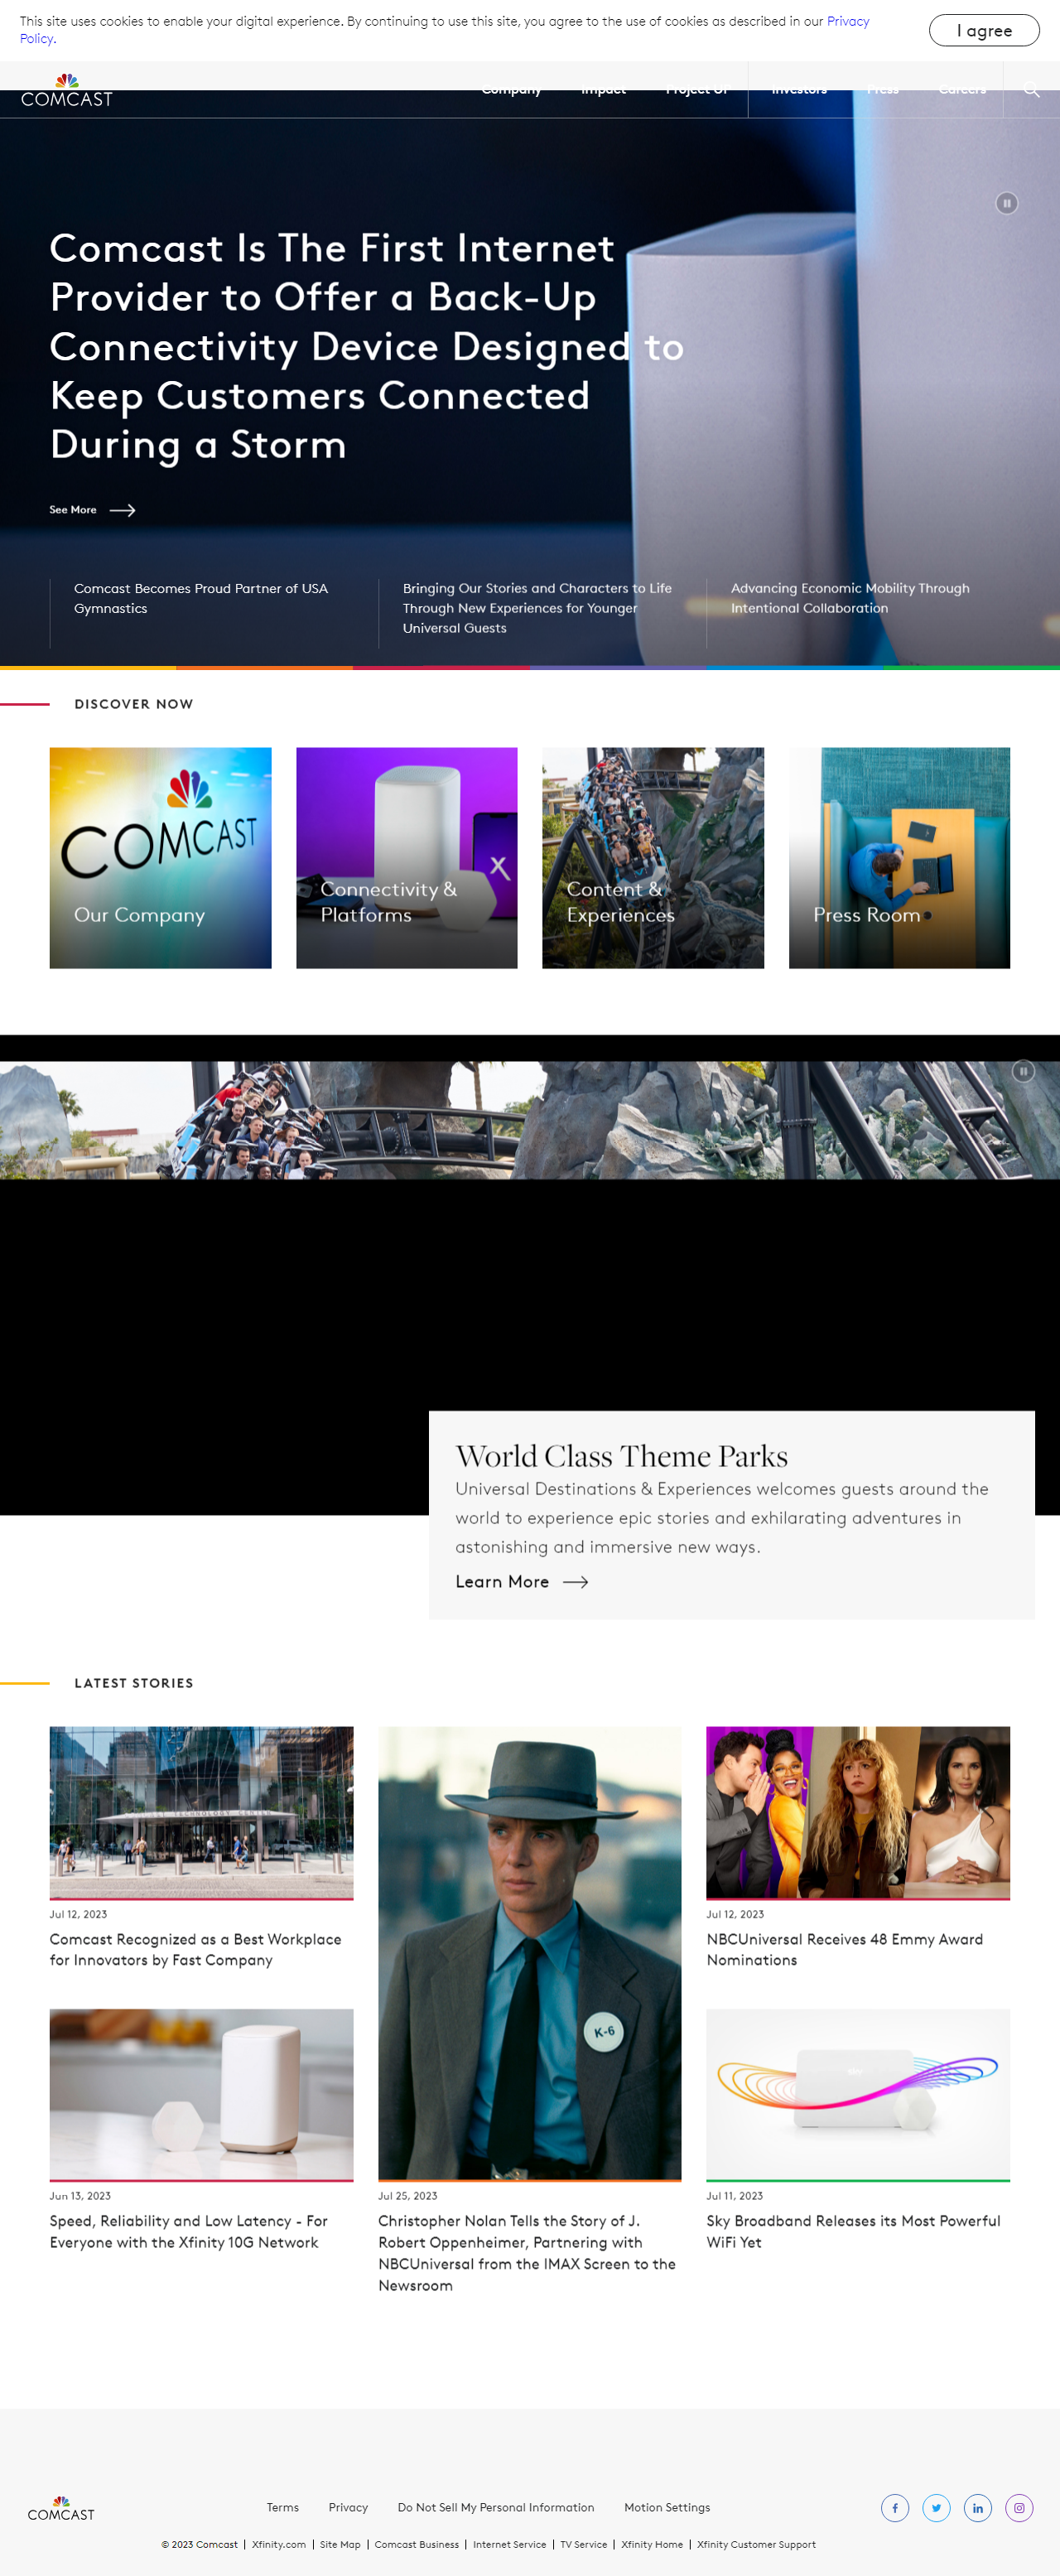 This site uses cookies to enable your digital experience. By continuing to use this site, you agree to the use of cookies as described in our Privacy
Policy.
I agree
COMCAST
Company Impact Project UP Investors Press Careers
Comcast Is The First Internet
Provider to Offer a Back-Up
Connectivity Device Designed to
Keep Customers Connected
During a Storm
See More
Comcast Becomes Proud Partner of USA
Gymnastics
Bringing Our Stories and Characters to Life
Through New Experiences for Younger
Universal Guests
Advancing Economic Mobility Through
Intentional Collaboration
DISCOVER NOW
COMCAST
Our Company
Connectivity &
Platforms
Content &
Experiences
Press Room
World Class Theme Parks
Universal Destinations & Experiences welcomes guests around the
world to experience epic stories and exhilarating adventures in
astonishing and immersive new ways.
Learn More
LATEST STORIES
Jul 12, 2023
Comcast Recognized as a Best Workplace
for Innovators by Fast Company
Jun 13, 2023
Speed, Reliability and Low Latency - For
Everyone with the Xfinity 10G Network
K-6
Jul 25, 2023
Christopher Nolan Tells the Story of J.
Robert Oppenheimer, Partnering with
NBCUniversal from the IMAX Screen to the
Newsroom
Jul 12, 2023
NBCUniversal Receives 48 Emmy Award
Nominations
sky
Jul 11, 2023
Sky Broadband Releases its Most Powerful
WiFi Yet
COMCAST
Terms Privacy Do Not Sell My Personal Information Motion Settings
© 2023 Comcast | Xfinity.com | Site Map | Comcast Business | Internet Service | TV Service | Xfinity Home | Xfinity Customer Support